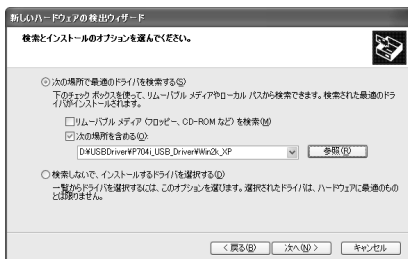 新しいハードウェアの検出ウィザード
検索とインストールのオプションを選んでください。
次の場所で最適のドライバを検索する(S)
下のチェック ボックスを使って、リムーバブル メディアやローカル パスから検索できます。検索された最適のドラ
イバがインストールされます。
リムーバブル メディア (フロッピー、CD-ROM など) を検索(M)
次の場所を含める(O):
D:¥USBDriver¥P704i_USB_Driver¥Win2k_XP
参照(R)
検索しないで、インストールするドライバを選択する(D)
一覧からドライバを選択するには、このオプションを選びます。選択されたドライバは、ハードウェアに最適のもの
とは限りません。
< 戻る(B) 次へ(N) > キャンセル